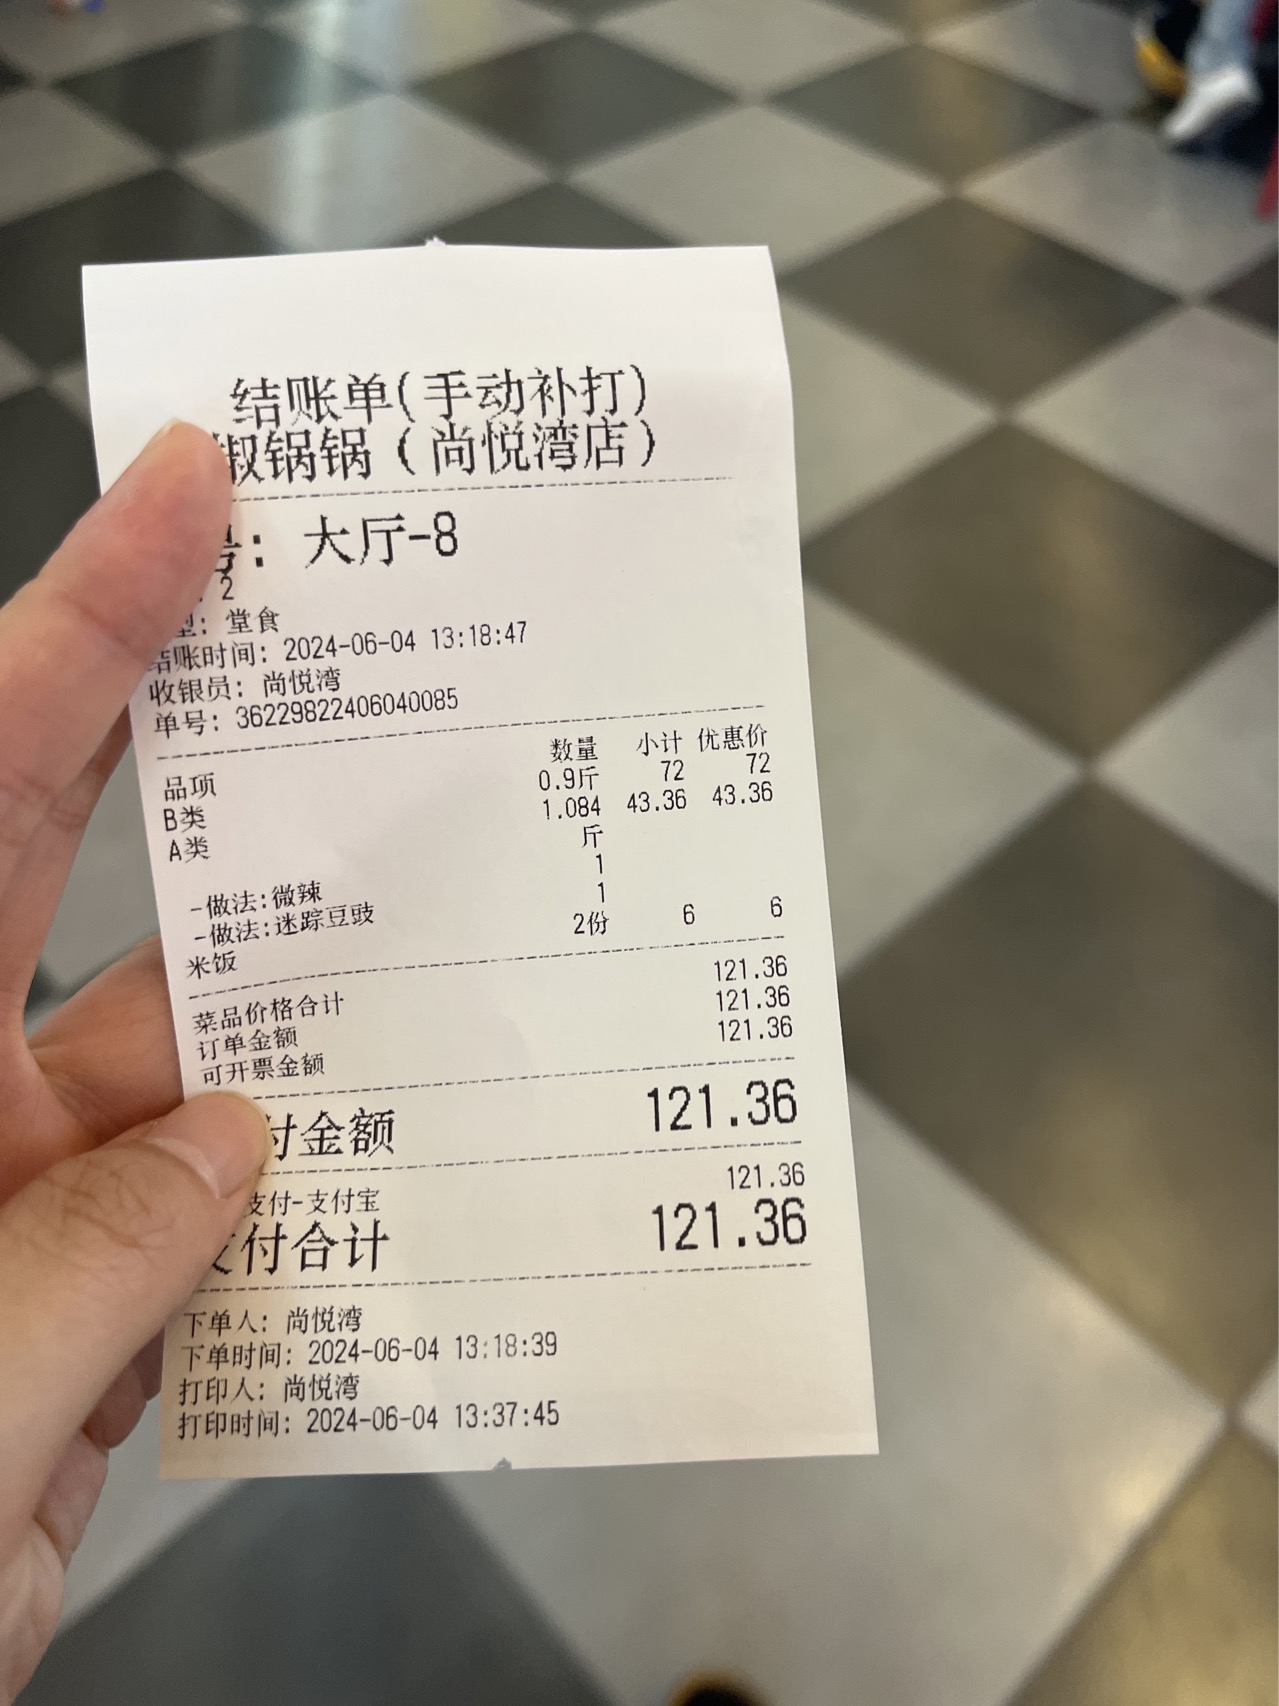 结账单(手动补打)
椒锅锅（尚悦湾店）
号: 大厅-8
: 2
型: 堂食
结账时间: 2024-06-04 13:18:47
收银员: 尚悦湾
单号: 36229822406040085
品项 数量 小计 优惠价
B类 0.9斤 72 72
A类 1.084斤 43.36 43.36
-做法:微辣 1
-做法:迷踪豆豉 1
米饭 2份 6 6
菜品价格合计 121.36
订单金额 121.36
可开票金额 121.36
付金额 121.36
支付-支付宝 121.36
支付合计 121.36
下单人: 尚悦湾
下单时间: 2024-06-04 13:18:39
打印人: 尚悦湾
打印时间: 2024-06-04 13:37:45